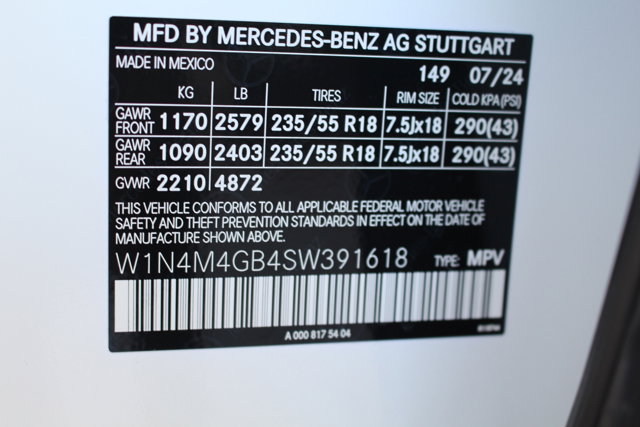 MFD BY MERCEDES-BENZ AG STUTTGART
MADE IN MEXICO 149 07/24
KG LB TIRES RIM SIZE COLD KPA(PSI)
GAWR FRONT 1170 2579 235/55 R18 7.5Jx18 290(43)
GAWR REAR 1090 2403 235/55 R18 7.5Jx18 290(43)
GVWR 2210 4872
THIS VEHICLE CONFORMS TO ALL APPLICABLE FEDERAL MOTOR VEHICLE
SAFETY AND THEFT PREVENTION STANDARDS IN EFFECT ON THE DATE OF
MANUFACTURE SHOWN ABOVE.
W1N4M4GB4SW391618 TYPE: MPV
A 000 817 54 04